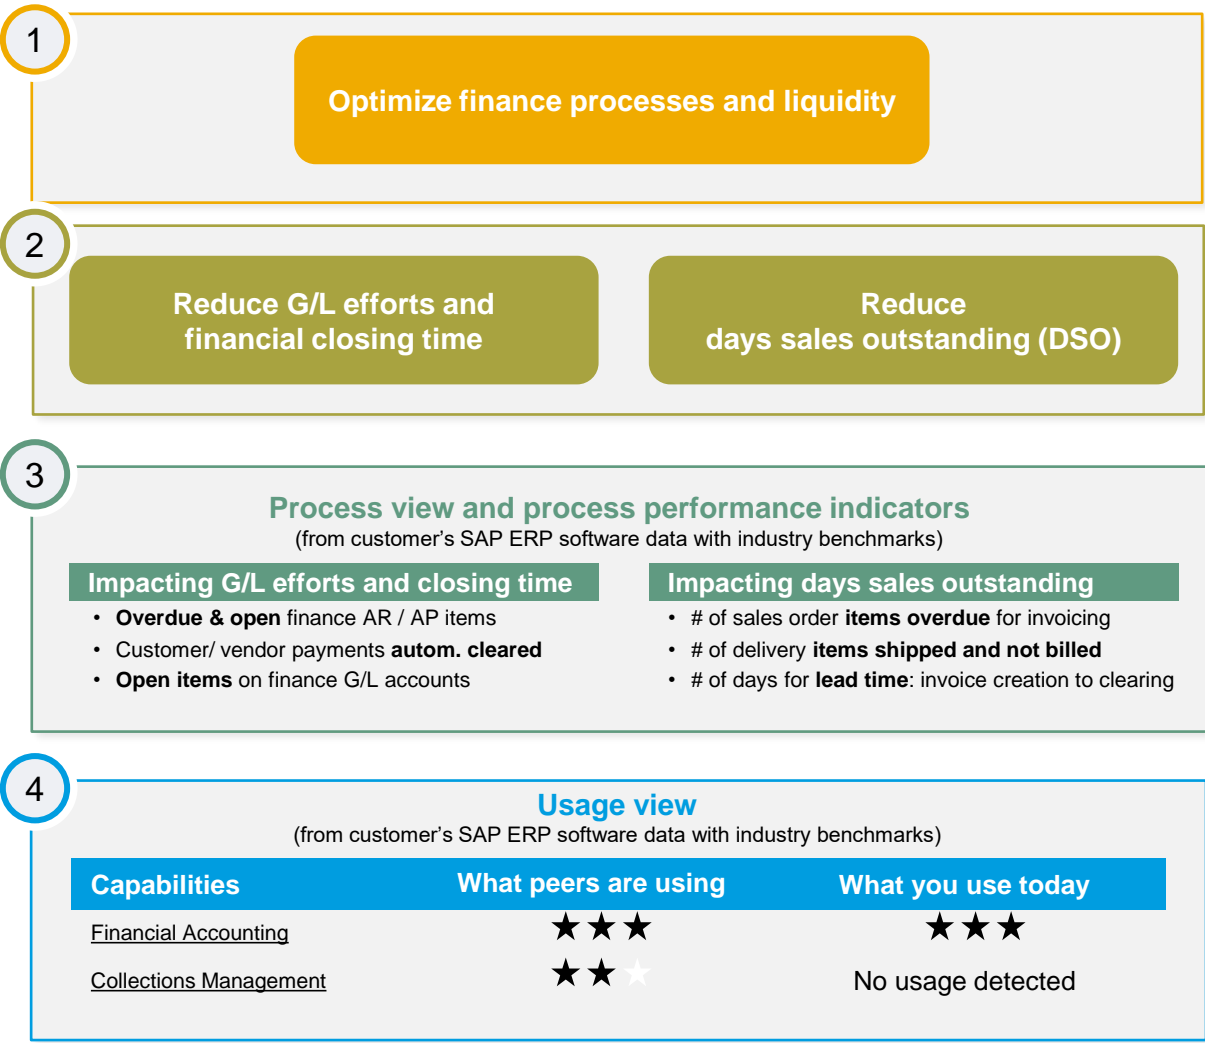 1
Optimize finance processes and liquidity
2
Reduce G/L efforts and
financial closing time
Reduce
days sales outstanding (DSO)
3
Process view and process performance indicators
(from customer's SAP ERP software data with industry benchmarks)
Impacting G/L efforts and closing time
• Overdue & open finance AR / AP items
• Customer/ vendor payments autom. cleared
• Open items on finance G/L accounts
Impacting days sales outstanding
• # of sales order items overdue for invoicing
• # of delivery items shipped and not billed
• # of days for lead time: invoice creation to clearing
4
Usage view
(from customer's SAP ERP software data with industry benchmarks)
Capabilities What peers are using What you use today
Financial Accounting ★★★ ★★★
Collections Management ★★★ No usage detected